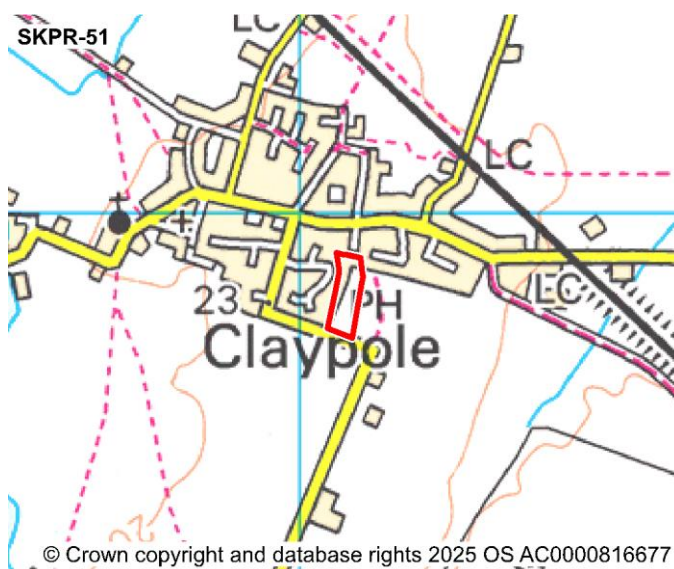 SKPR-51
LC
LC
LC
23
PH
Claypole
© Crown copyright and database rights 2025 OS AC0000816677